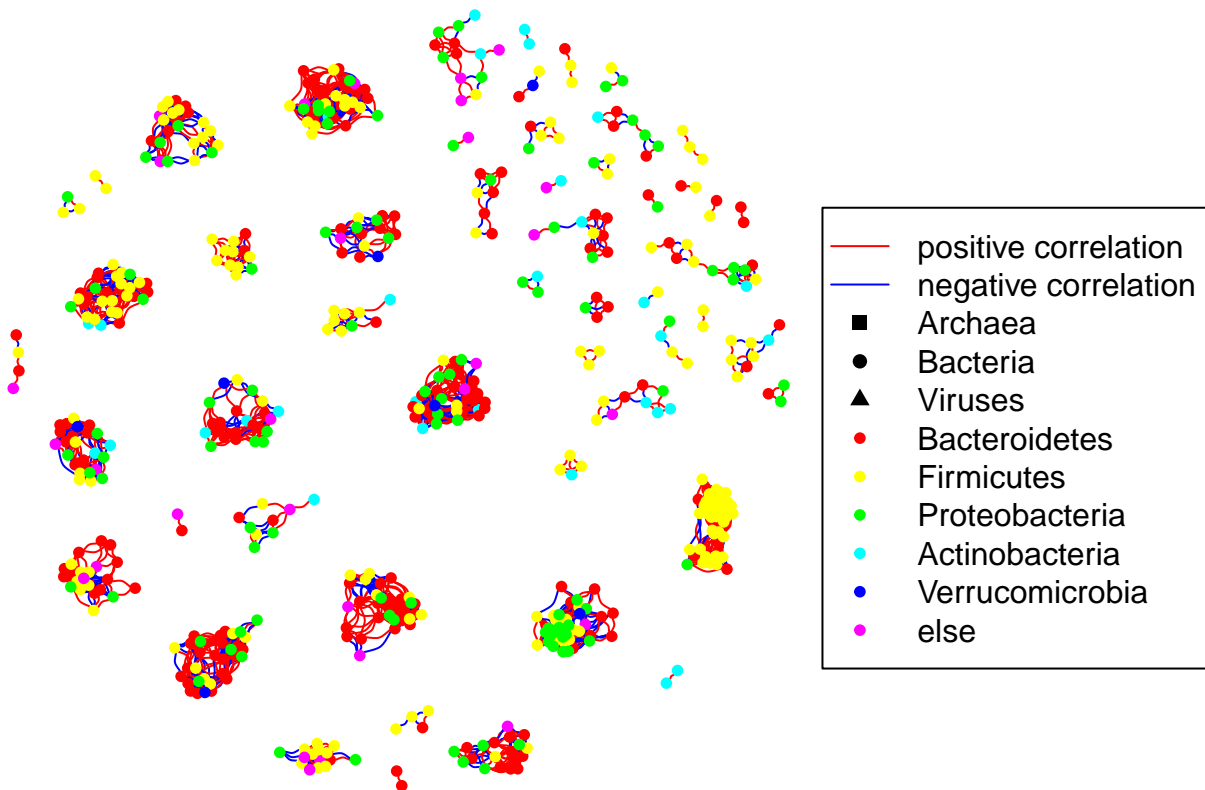 positive correlation
negative correlation
Archaea
Bacteria
Viruses
Bacteroidetes
Firmicutes
Proteobacteria
Actinobacteria
Verrucomicrobia
else